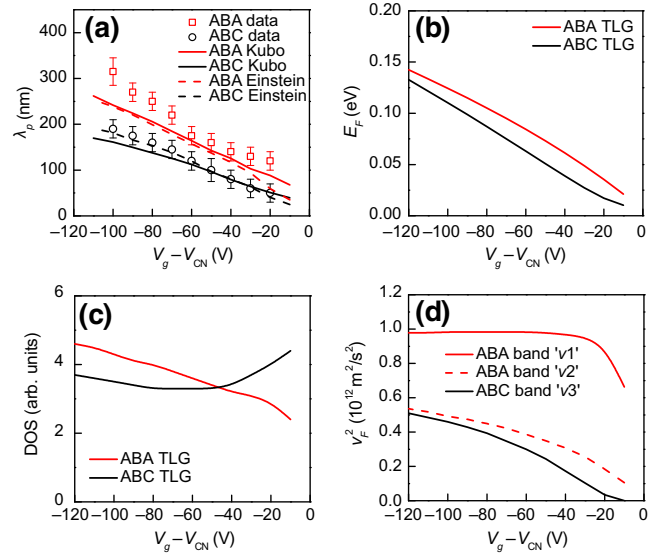 (a)
ABA data
ABC data
ABA Kubo
ABC Kubo
ABA Einstein
ABC Einstein
λp (nm)
400
300
200
100
0
−100 −80 −60 −40 −20 0
Vg−VCN (V)
(b)
ABA TLG
ABC TLG
EF (eV)
0.20
0.15
0.10
0.05
0.00
−120 −100 −80 −60 −40 −20 0
Vg−VCN (V)
(c)
ABA TLG
ABC TLG
DOS (arb. units)
6
4
2
0
−120 −100 −80 −60 −40 −20 0
Vg−VCN (V)
(d)
ABA band 'v1'
ABA band 'v2'
ABC band 'v3'
vF² (10¹² m²/s²)
1.2
1.0
0.8
0.6
0.4
0.2
0.0
−120 −100 −80 −60 −40 −20 0
Vg−VCN (V)